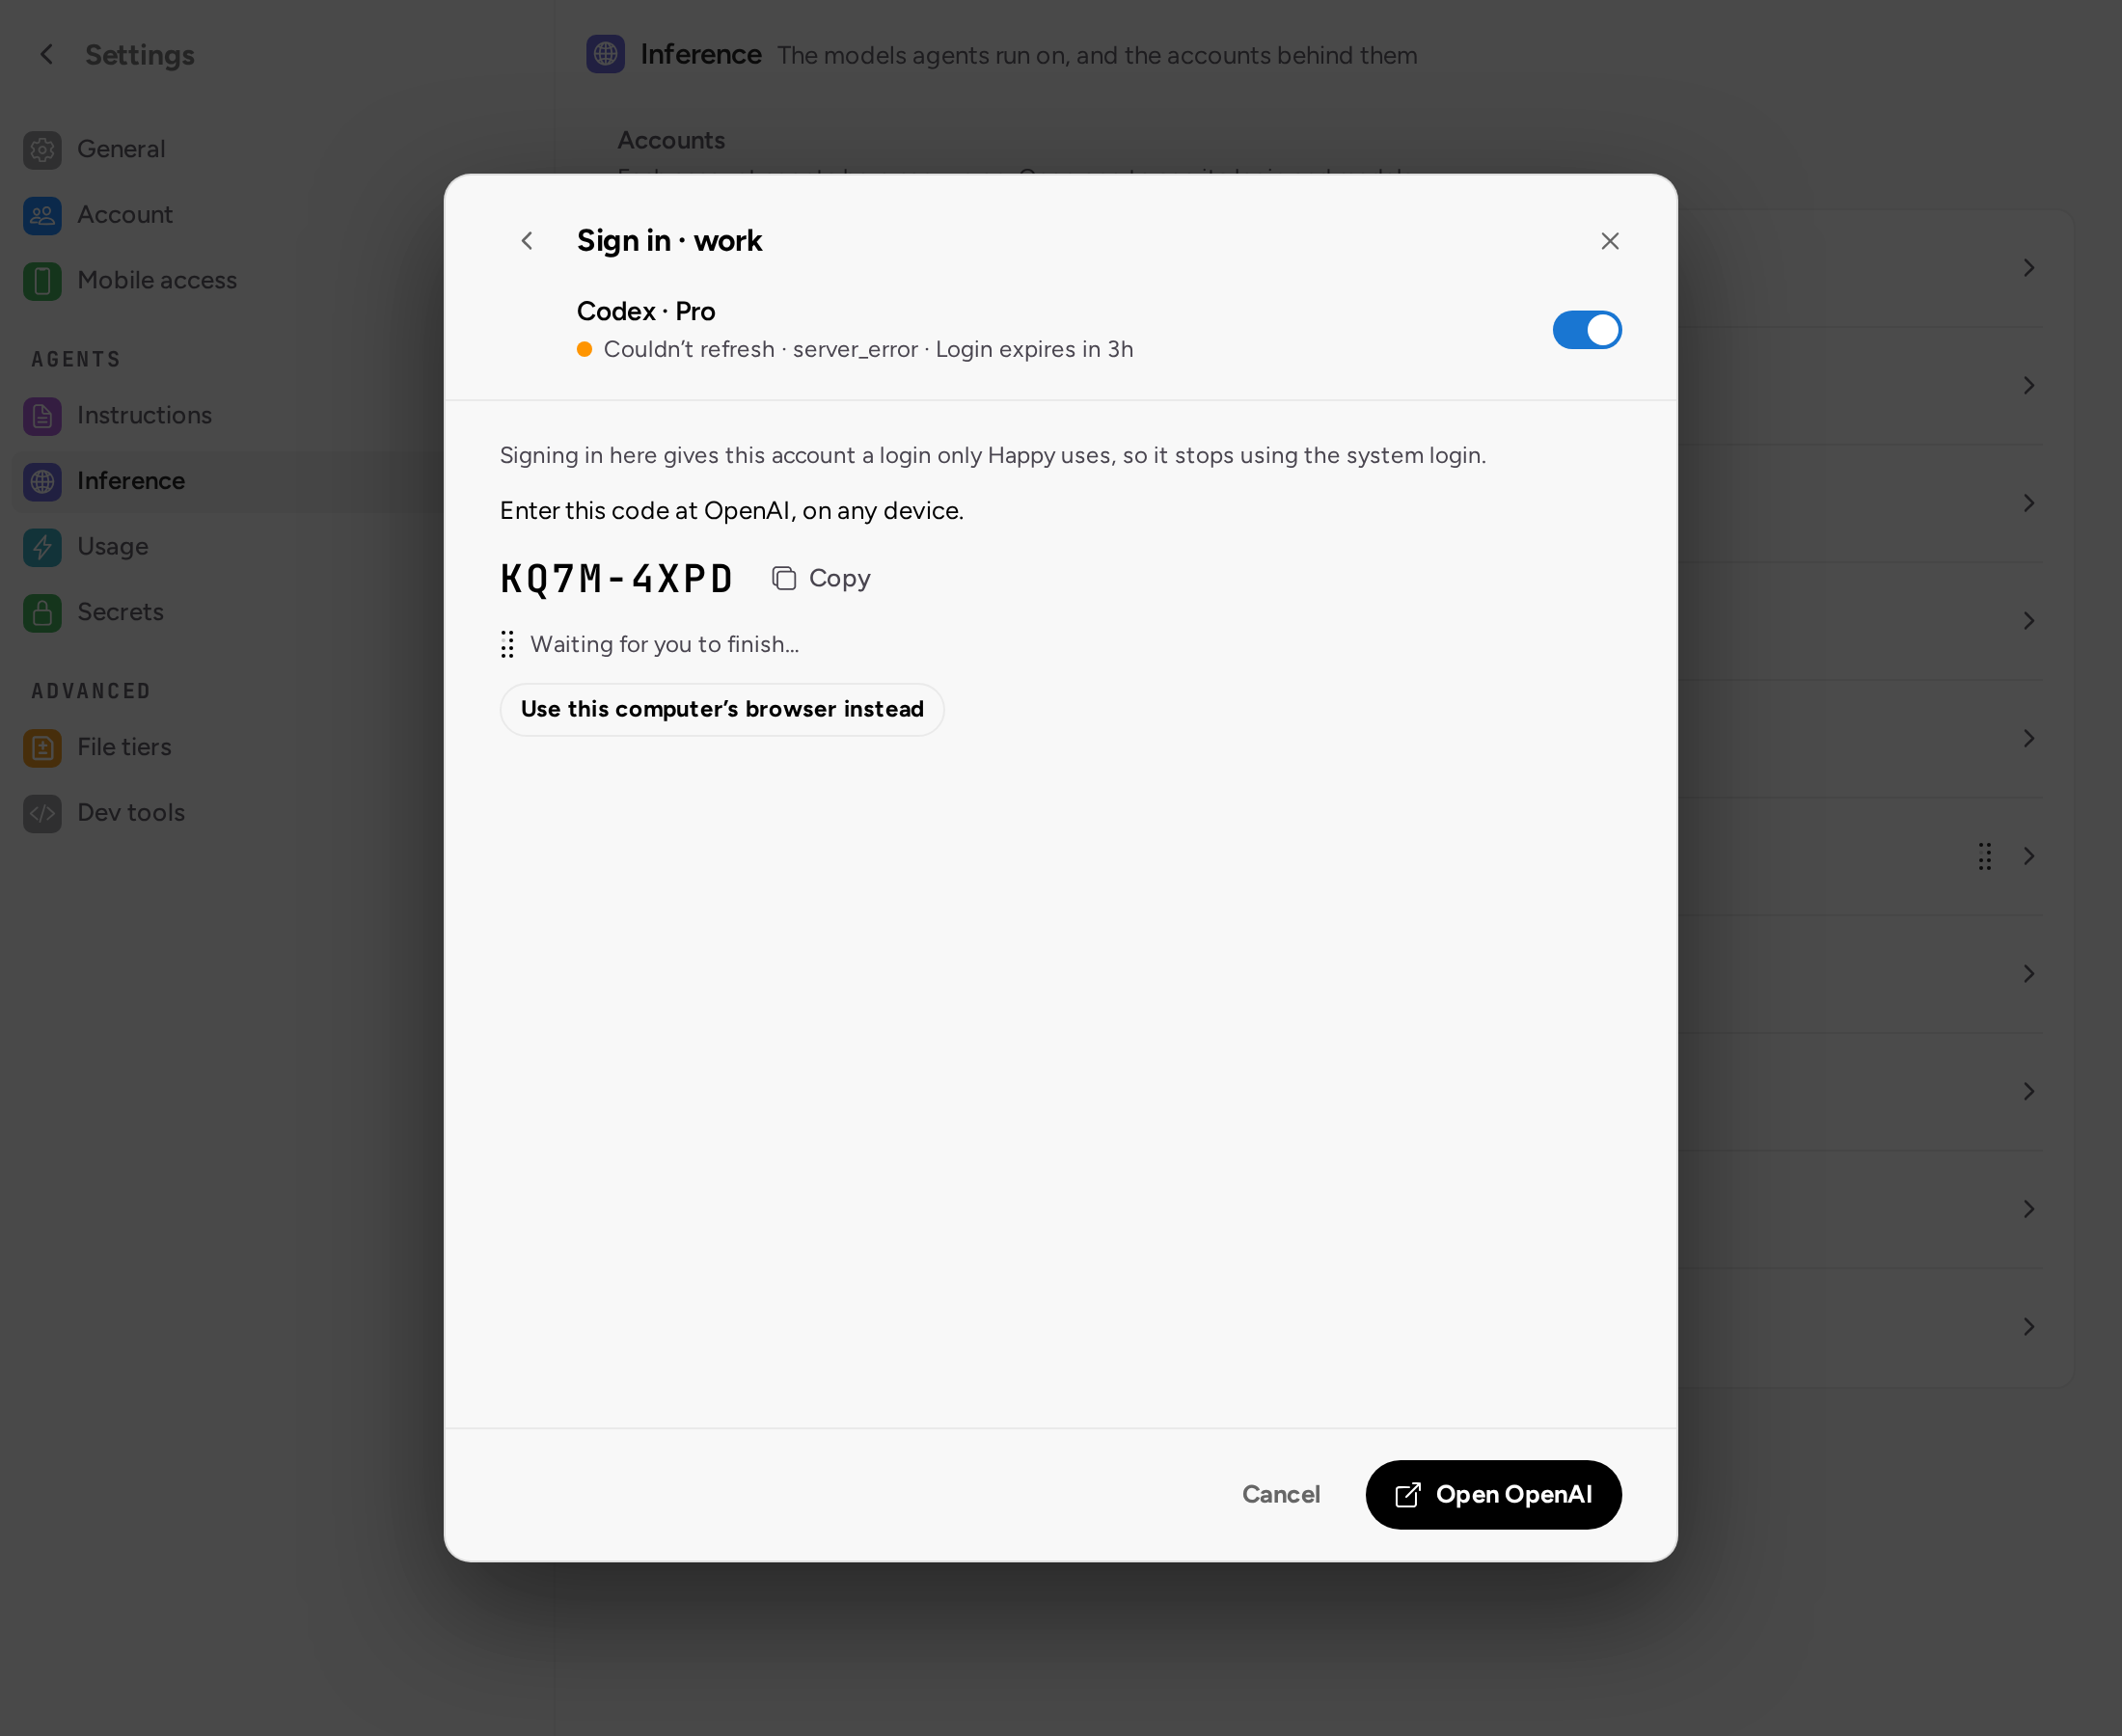 Settings
General
Account
Mobile access
AGENTS
Instructions
Inference
Usage
Secrets
ADVANCED
File tiers
Dev tools
Inference The models agents run on, and the accounts behind them
Accounts
Sign in · work
Codex · Pro
Couldn’t refresh · server_error · Login expires in 3h
Signing in here gives this account a login only Happy uses, so it stops using the system login.
Enter this code at OpenAI, on any device.
KQ7M-4XPD Copy
Waiting for you to finish…
Use this computer’s browser instead
Cancel Open OpenAI